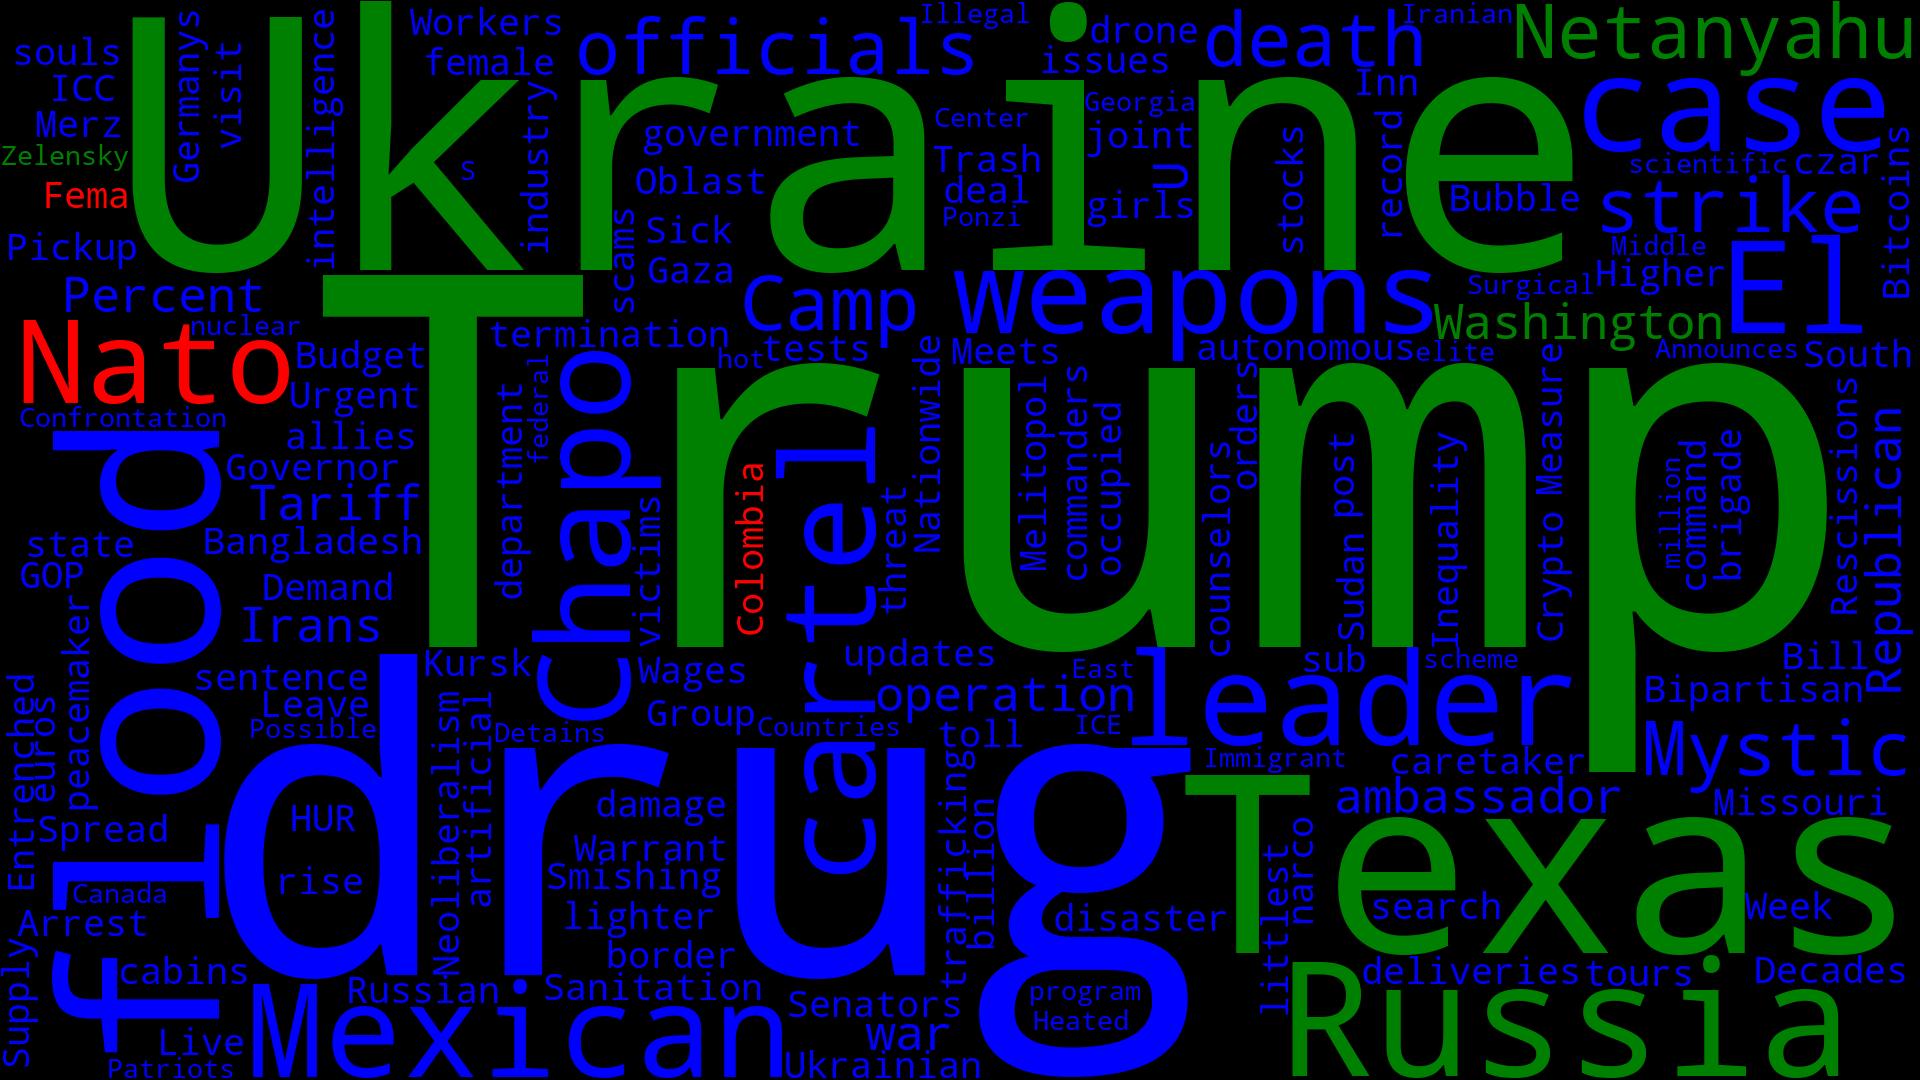 Ukraine
Trump
drug
Texas
Russia
flood
Chapo
cartel
Mexican
leader
Nato
weapons
El
case
Netanyahu
death
officials
strike
Camp
Washington
Mystic
Workers
female
Illegal
drone
issues
Iranian
Inn
souls
ICC
Merz
Zelensky
Fema
Pickup
Germanys
visit
intelligence
S
industry
government
Oblast
Sick
Gaza
scams
Center
Trash
deal
Ponzi
Georgia
joint
U
girls
stocks
record
Bubble
scientific
czar
Bitcoins
Middle
Higher
Surgical
Percent
nuclear
Budget
Urgent
Confrontation
allies
Governor
Tariff
Bangladesh
state
GOP
Demand
Irans
peacemaker
termination
hot
tests
federal
department
victims
Colombia
threat
Nationwide
Meets
Melitopol
commanders
occupied
autonomous
elite
orders
counselors
Sudan
post
Inequality
Measure
Crypto
Announces
South
million
command
brigade
Rescissions
Republican
sentence
Leave
Possible
Kursk
Detains
Wages
Group
Countries
updates
East
operation
ICE
toll
sub
scheme
Bill
Bipartisan
Immigrant
caretaker
ambassador
Missouri
Entrenched
euros
Spread
HUR
rise
Neoliberalism
artificial
damage
Warrant
Smishing
lighter
border
Sanitation
trafficking
billion
disaster
littlest
narco
search
Week
Canada
Arrest
Supply
cabins
Live
Patriots
Russian
Senators
war
Ukrainian
program
Heated
deliveries
tours
Decades